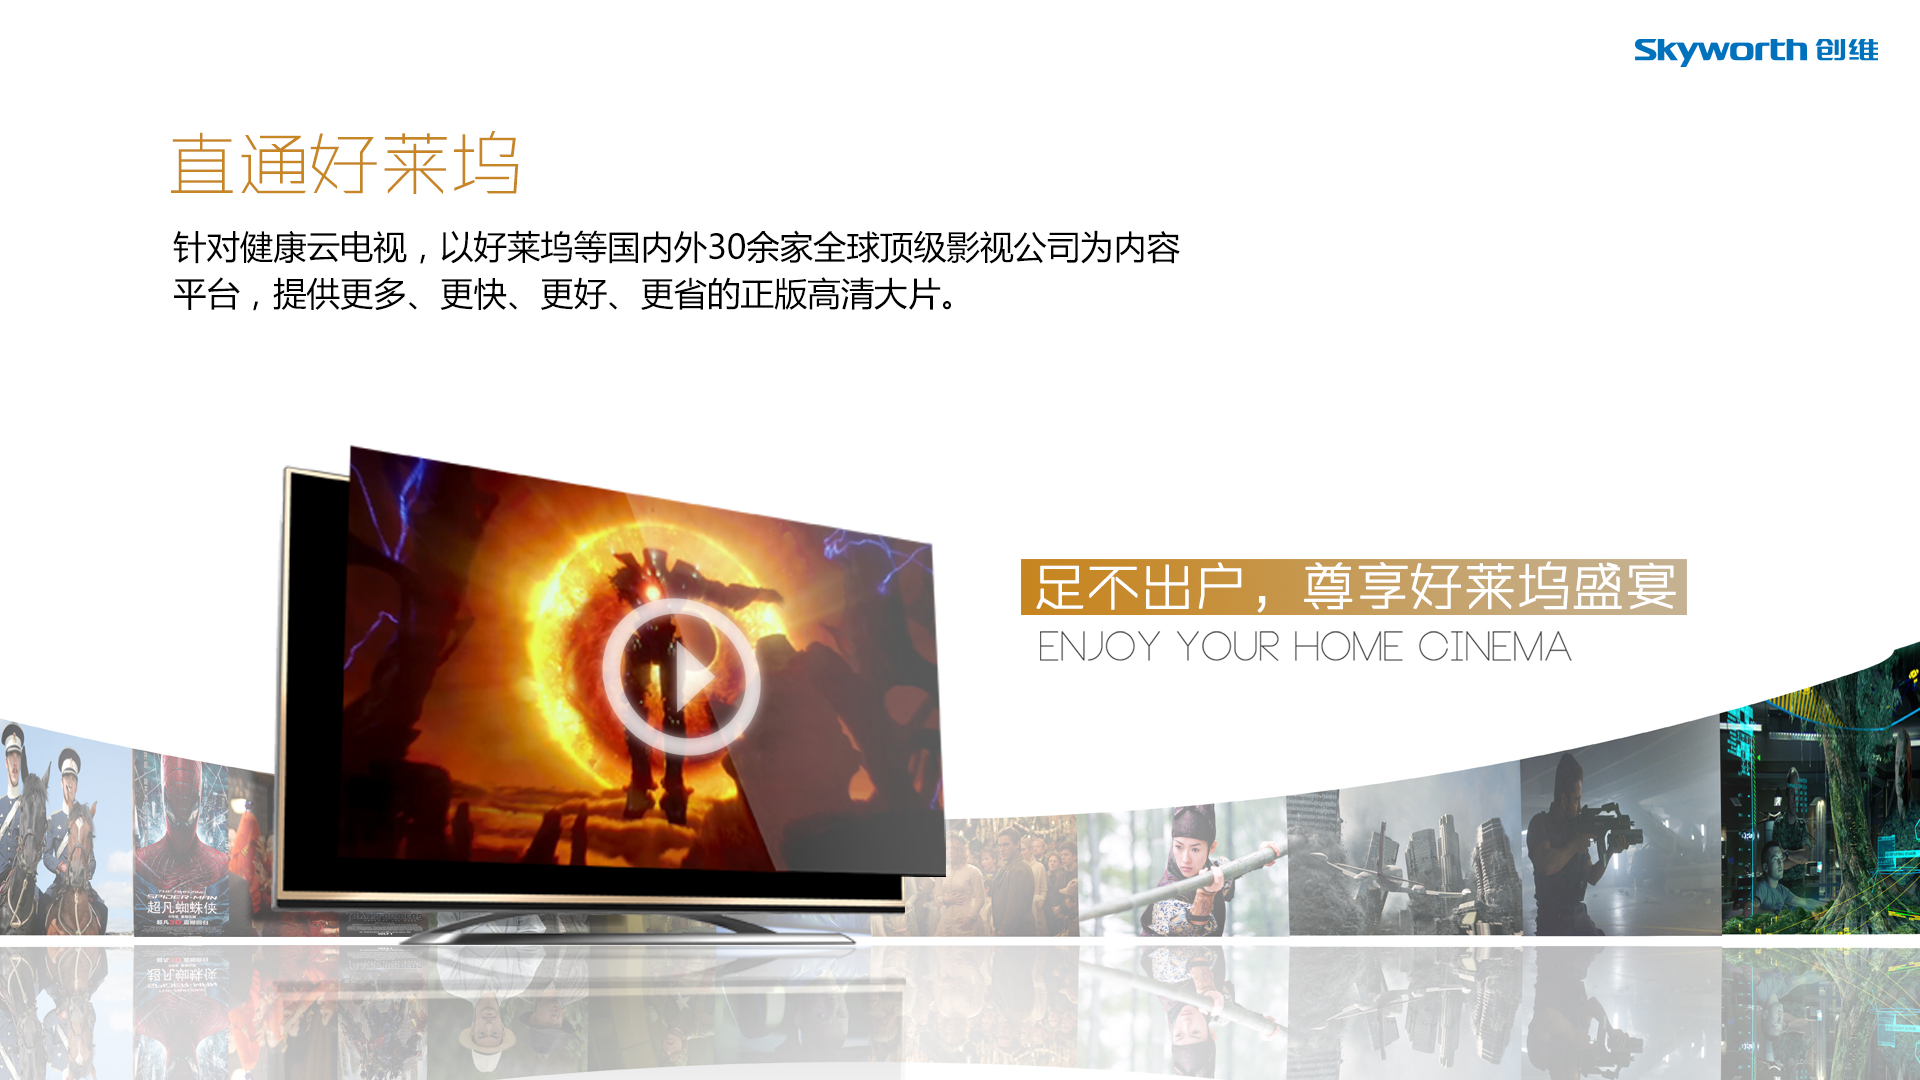 Skyworth 创维
直通好莱坞
针对健康云电视，以好莱坞等国内外30余家全球顶级影视公司为内容
平台，提供更多、更快、更好、更省的正版高清大片。
足不出户，尊享好莱坞盛宴
ENJOY YOUR HOME CINEMA
THE AMAZING
SPIDER-MAN
超凡蜘蛛侠